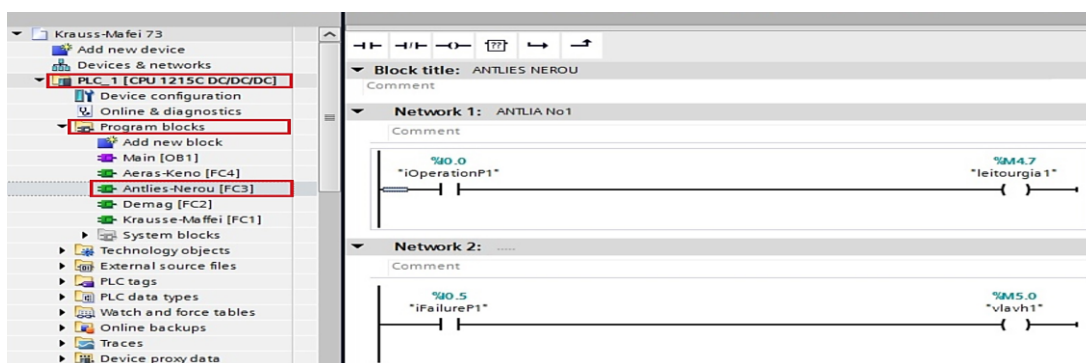 Krauss-Mafei 73
Add new device
Devices & networks
PLC_1 [CPU 1215C DC/DC/DC]
Device configuration
Online & diagnostics
Program blocks
Add new block
Main [OB1]
Aeras-Keno [FC4]
Antlies-Nerou [FC3]
Demag [FC2]
Krausse-Maffei [FC1]
System blocks
Technology objects
External source files
PLC tags
PLC data types
Watch and force tables
Online backups
Traces
Device proxy data
??
Block title: ANTLIES NEROU
Comment
Network 1: ANTLIA No1
Comment
%I0.0 %M4.7
"iOperationP1" "leitourgia1"
Network 2: .....
Comment
%I0.5 %M5.0
"iFailureP1" "vlavh1"